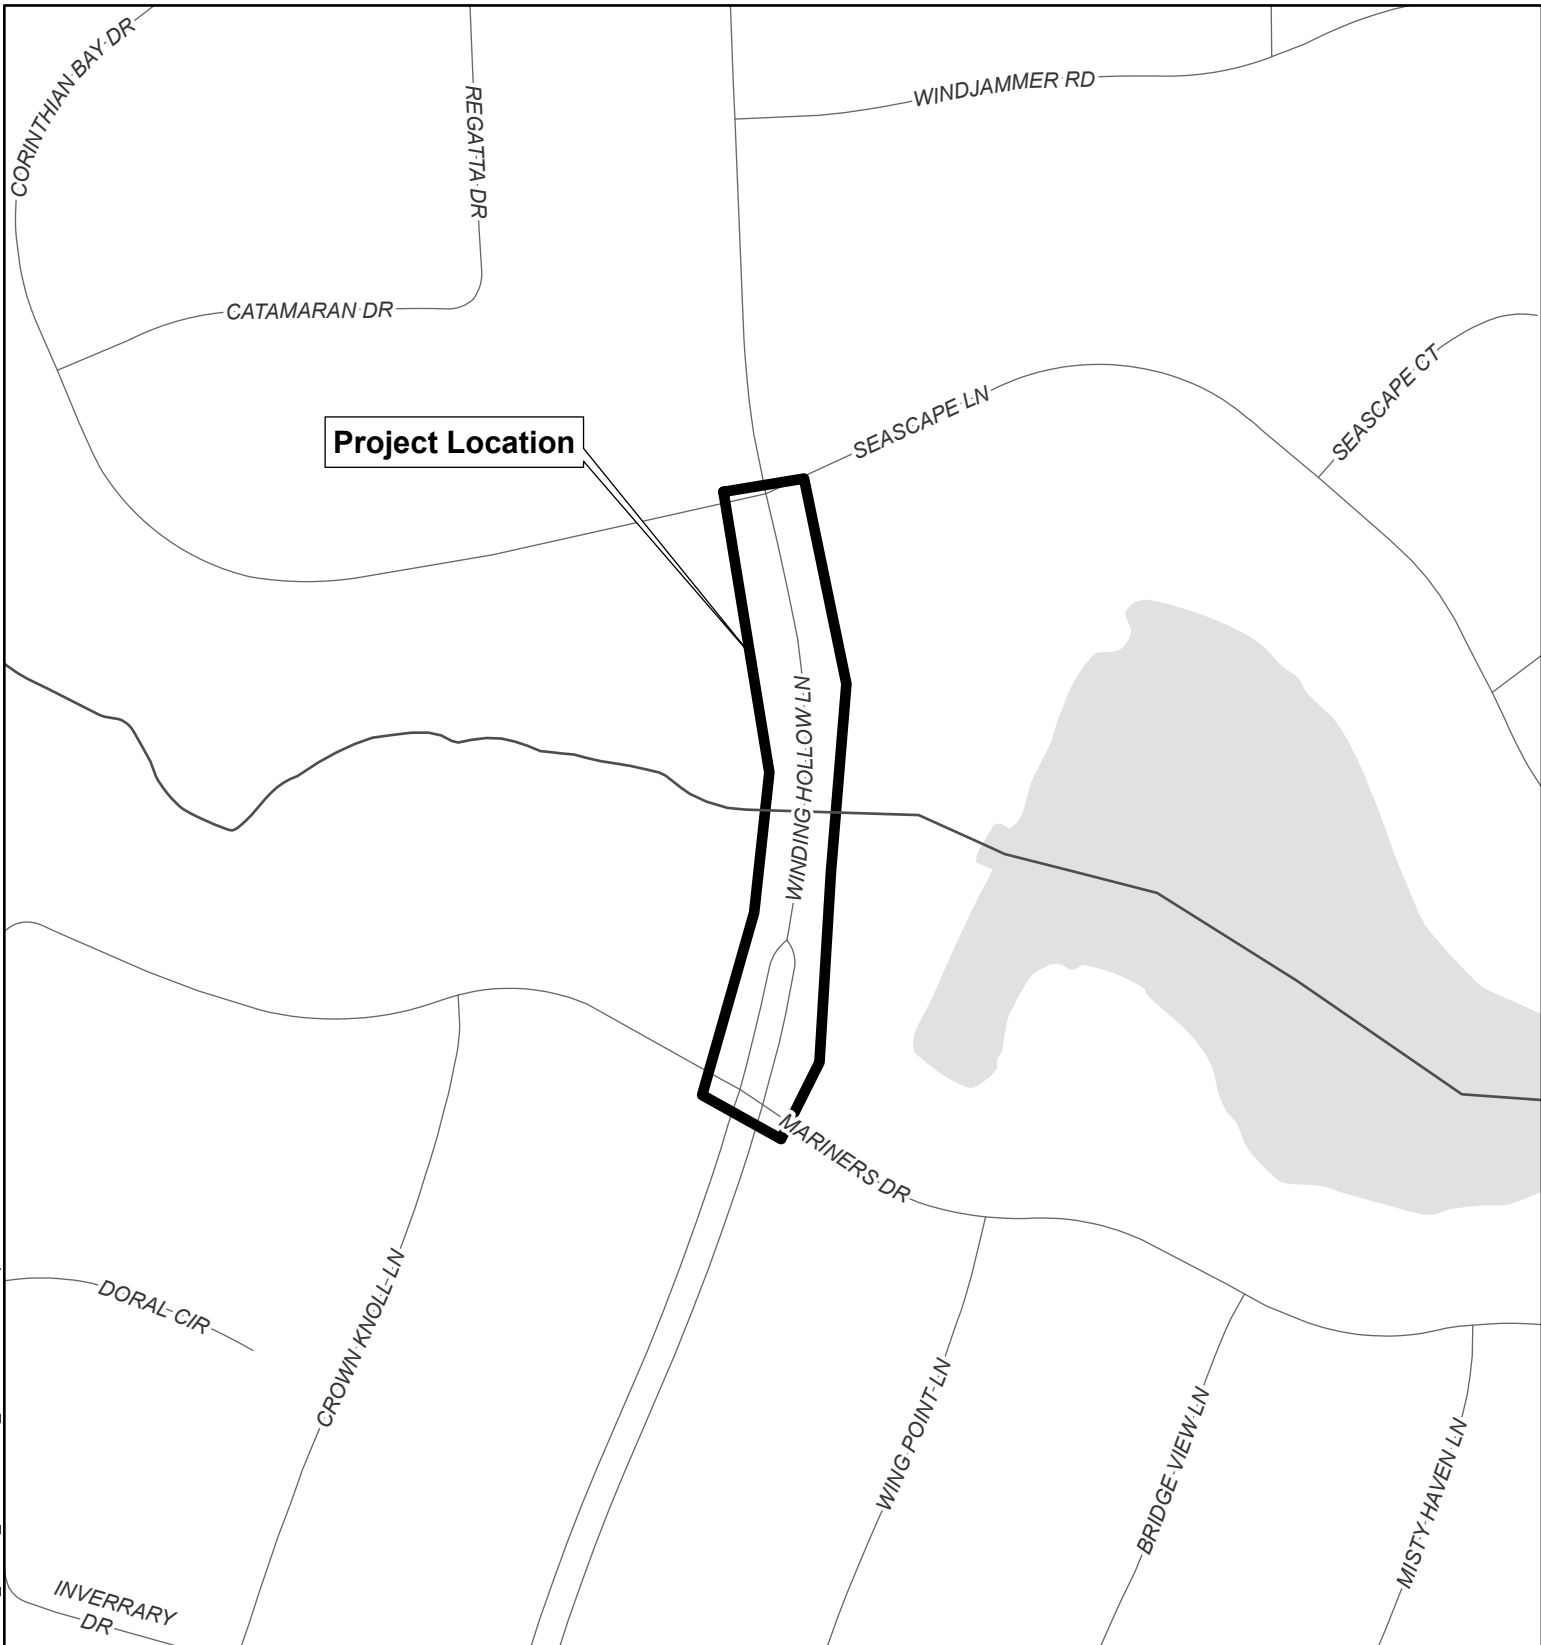 CORINTHIAN BAY DR
REGATTA DR
WINDJAMMER RD
CATAMARAN DR
SEASCAPE LN
SEASCAPE CT
Project Location
WINDING HOLLOW LN
MARINERS DR
DORAL CIR
CROWN KNOLL LN
WING POINT LN
BRIDGE VIEW LN
MISTY HAVEN LN
INVERRARY
DR